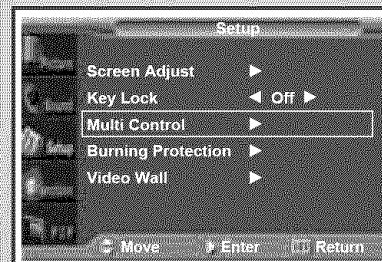 Setup
Screen Adjust ▶
Key Lock ◀ Off ▶
Multi Control ▶
Burning Protection ▶
Video Wall ▶
Move Enter Return